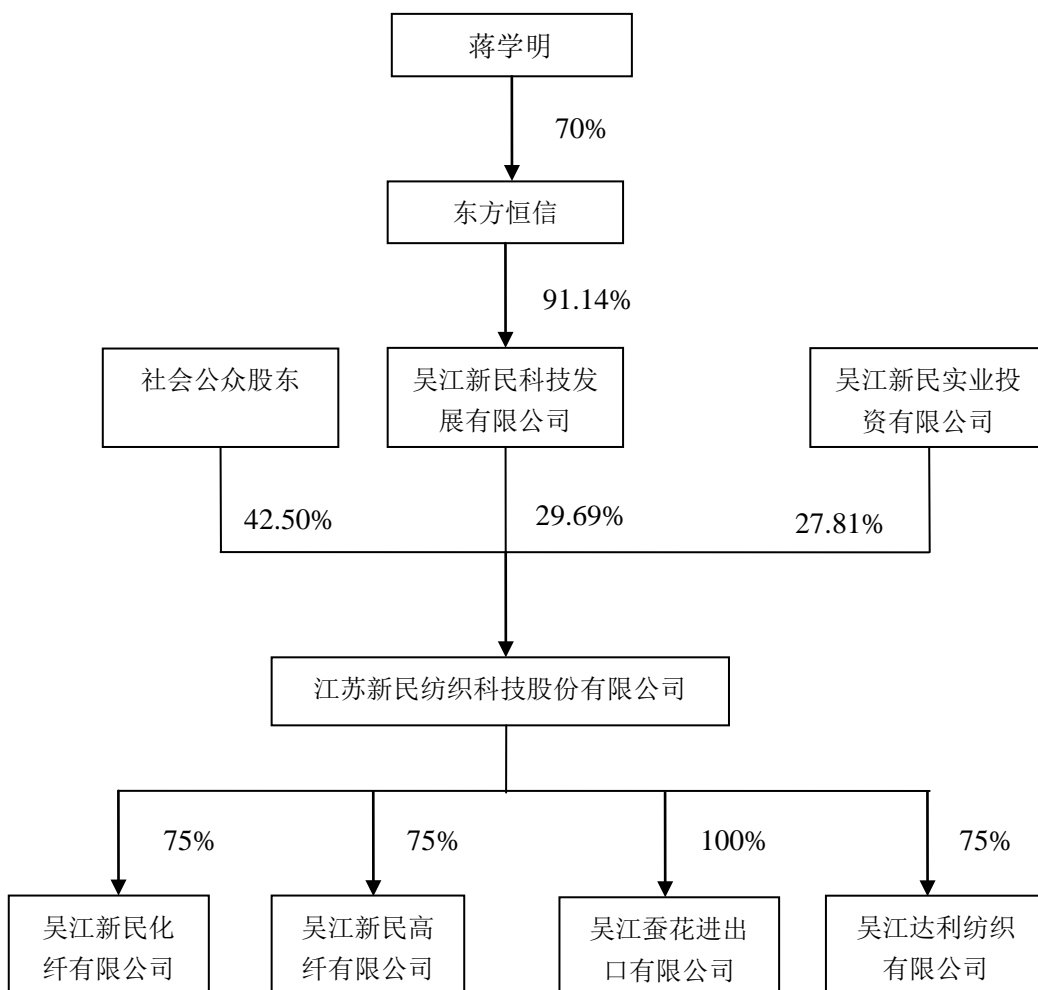 蒋学明
70%
东方恒信
91.14%
社会公众股东
吴江新民科技发
展有限公司
吴江新民实业投
资有限公司
42.50%
29.69%
27.81%
江苏新民纺织科技股份有限公司
75%
75%
100%
75%
吴江新民化
纤有限公司
吴江新民高
纤有限公司
吴江蚕花进出
口有限公司
吴江达利纺织
有限公司